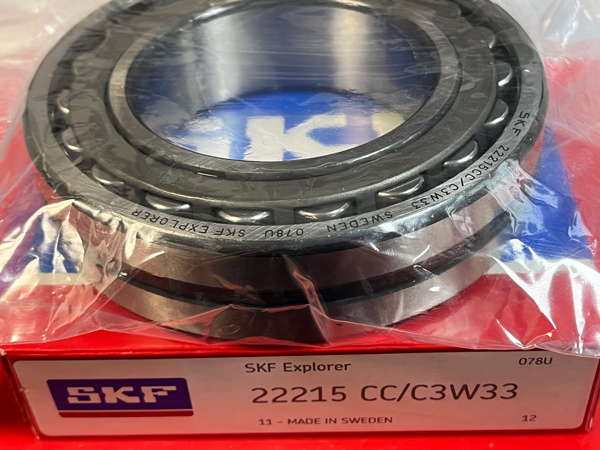 SKF 22215CC/C3W33 SWEDEN 078U SKF EXPLORER
SKF Explorer 078U
SKF 22215 CC/C3W33
11 - MADE IN SWEDEN 12